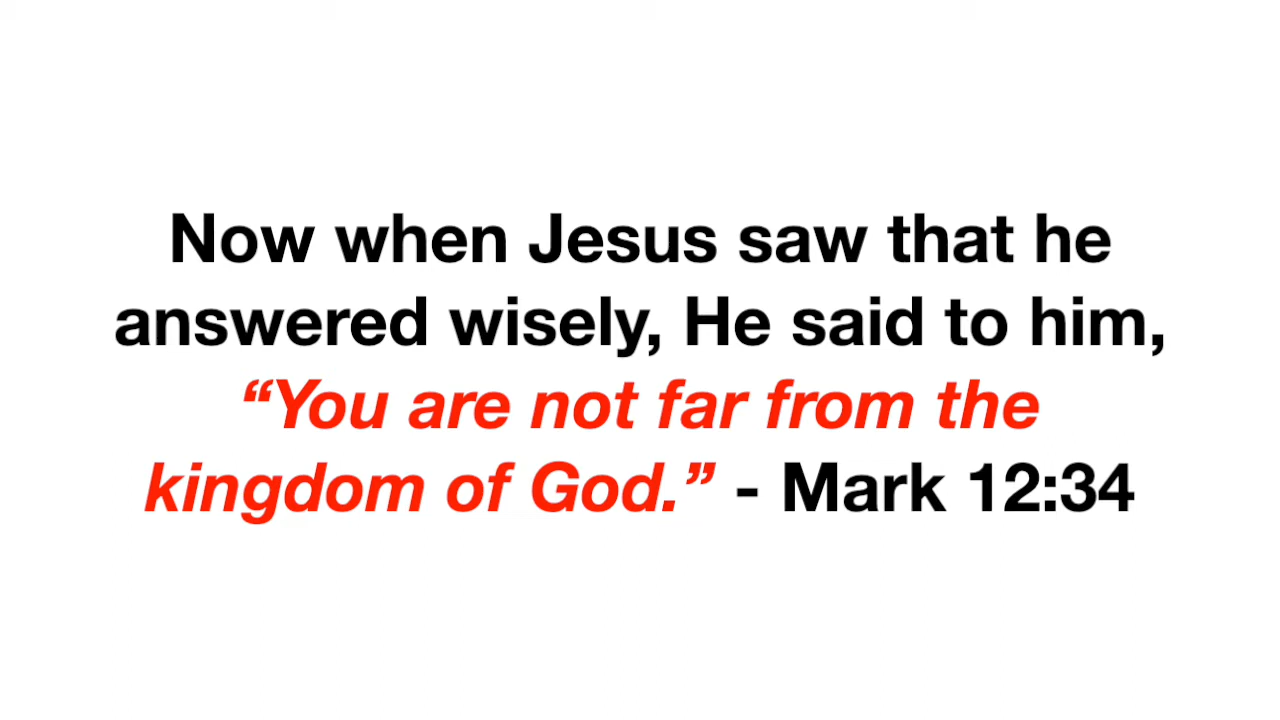 Now when Jesus saw that he
answered wisely, He said to him,
“You are not far from the
kingdom of God.” - Mark 12:34